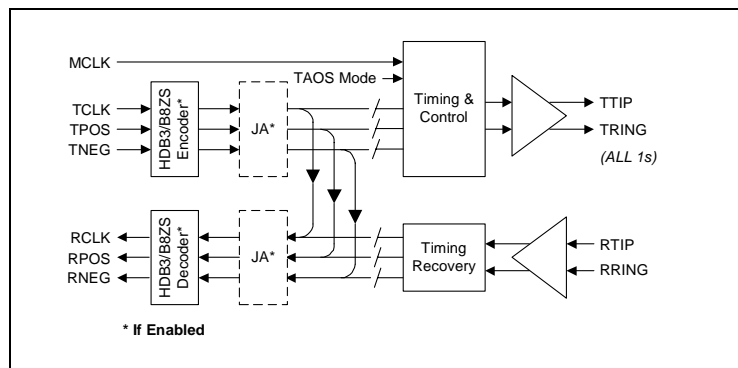 MCLK
TAOS Mode
TCLK
TPOS
TNEG
HDB3/B8ZS
Encoder*
JA*
Timing &
Control
TTIP
TRING
(ALL 1s)
RCLK
RPOS
RNEG
HDB3/B8ZS
Decoder*
JA*
Timing
Recovery
RTIP
RRING
* If Enabled